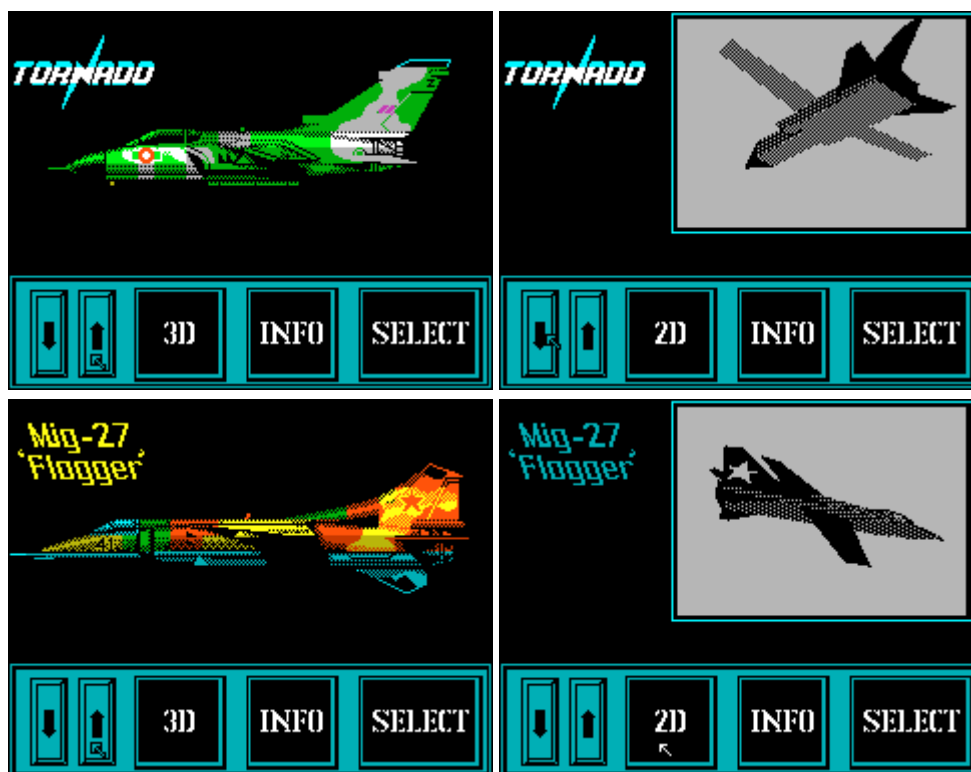 TORNADO
3D INFO SELECT
TORNADO
2D INFO SELECT
Mig-27
'Flogger'
3D INFO SELECT
Mig-27
'Flogger'
2D INFO SELECT